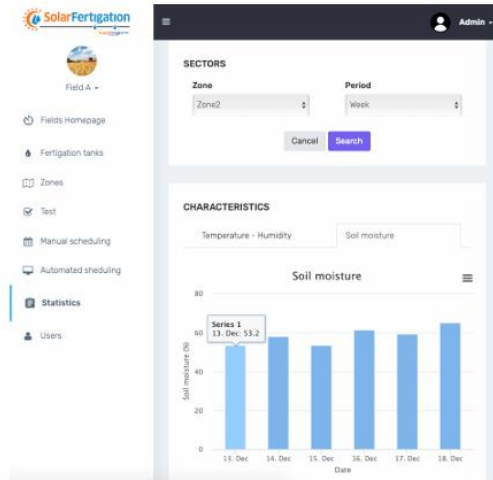 SolarFertigation
Admin
Field A
Fields Homepage
Fertigation tanks
Zones
Test
Manual scheduling
Automated sheduling
Statistics
Users
SECTORS
Zone Period
Zone2 Week
Cancel Search
CHARACTERISTICS
Temperature - Humidity Soil moisture
Soil moisture
80
60
40
20
0
Soil moisture (%)
Series 1
13. Dec: 53.2
13. Dec 14. Dec 15. Dec 16. Dec 17. Dec 18. Dec
Date